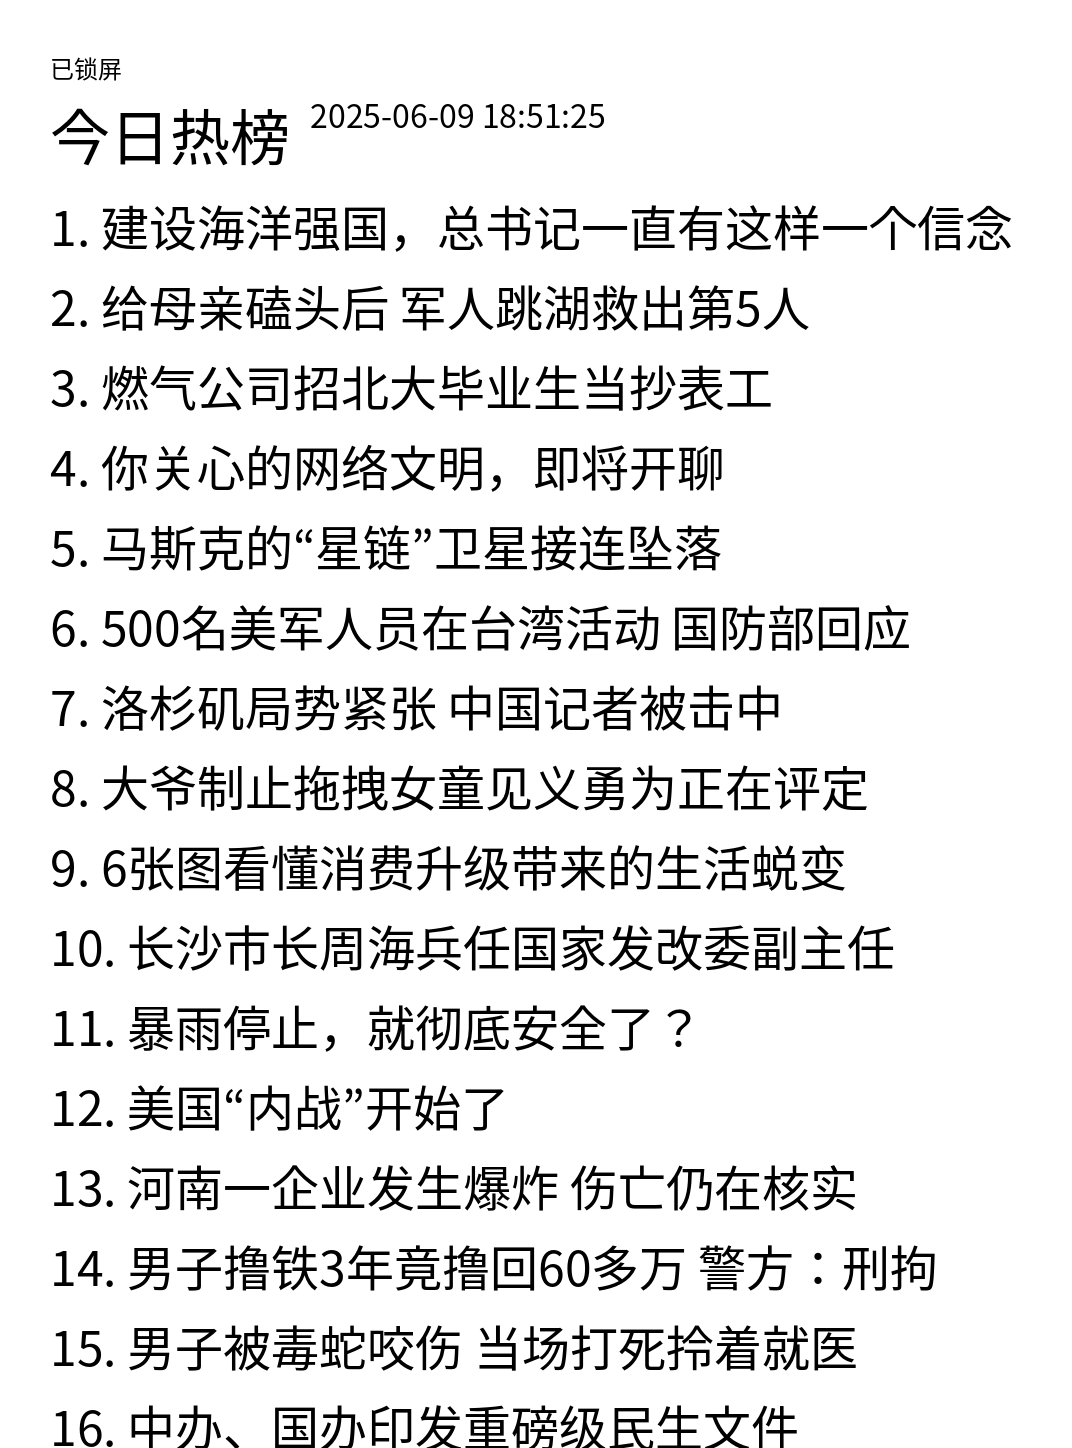 已锁屏
今日热榜 2025-06-09 18:51:25
1. 建设海洋强国，总书记一直有这样一个信念
2. 给母亲磕头后 军人跳湖救出第5人
3. 燃气公司招北大毕业生当抄表工
4. 你关心的网络文明，即将开聊
5. 马斯克的“星链”卫星接连坠落
6. 500名美军人员在台湾活动 国防部回应
7. 洛杉矶局势紧张 中国记者被击中
8. 大爷制止拖拽女童见义勇为正在评定
9. 6张图看懂消费升级带来的生活蜕变
10. 长沙市长周海兵任国家发改委副主任
11. 暴雨停止，就彻底安全了？
12. 美国“内战”开始了
13. 河南一企业发生爆炸 伤亡仍在核实
14. 男子撸铁3年竟撸回60多万 警方：刑拘
15. 男子被毒蛇咬伤 当场打死拎着就医
16. 中办、国办印发重磅级民生文件